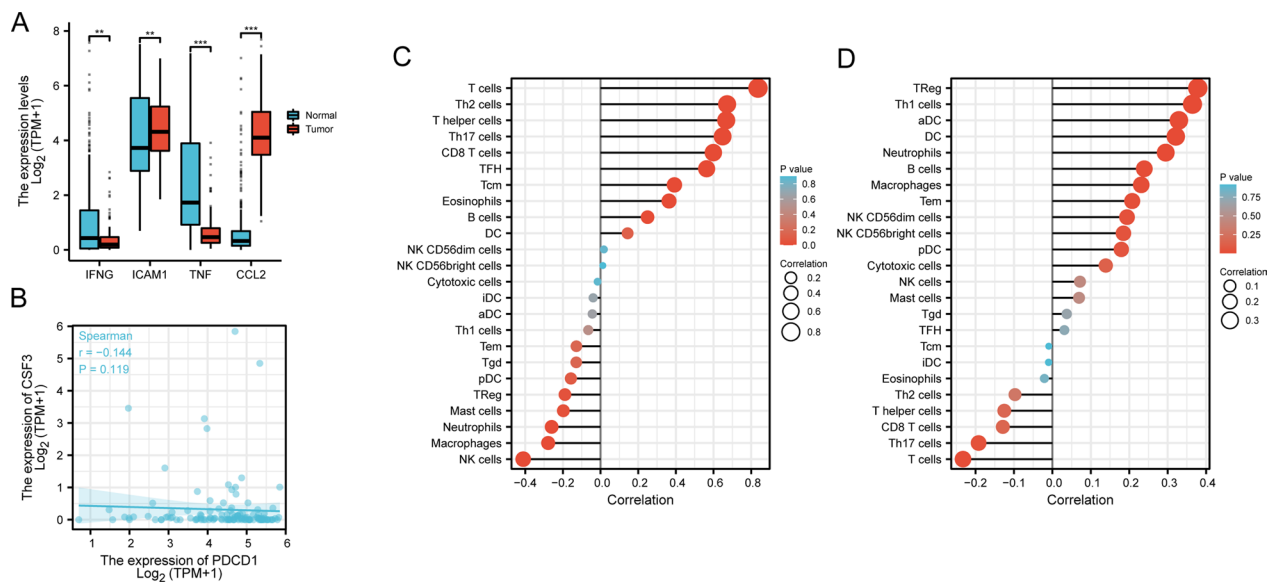 A
The expression levels
Log2 (TPM+1)
8
6
4
2
0
**
**
***
***
Normal
Tumor
IFNG
ICAM1
TNF
CCL2
B
Spearman
r = −0.144
P = 0.119
The expression of CSF3
Log2 (TPM+1)
6
5
4
3
2
1
0
1 2 3 4 5 6
The expression of PDCD1
Log2 (TPM+1)
C
T cells
Th2 cells
T helper cells
Th17 cells
CD8 T cells
TFH
Tcm
Eosinophils
B cells
DC
NK CD56dim cells
NK CD56bright cells
Cytotoxic cells
iDC
aDC
Th1 cells
Tem
Tgd
pDC
TReg
Mast cells
Neutrophils
Macrophages
NK cells
−0.4 −0.2 0.0 0.2 0.4 0.6 0.8
Correlation
P value
0.8
0.6
0.4
0.2
0.0
Correlation
0.2
0.4
0.6
0.8
D
TReg
Th1 cells
aDC
DC
Neutrophils
B cells
Macrophages
Tem
NK CD56dim cells
NK CD56bright cells
pDC
Cytotoxic cells
NK cells
Mast cells
Tgd
TFH
Tcm
iDC
Eosinophils
Th2 cells
T helper cells
CD8 T cells
Th17 cells
T cells
−0.2 −0.1 0.0 0.1 0.2 0.3 0.4
Correlation
P value
0.75
0.50
0.25
Correlation
0.1
0.2
0.3